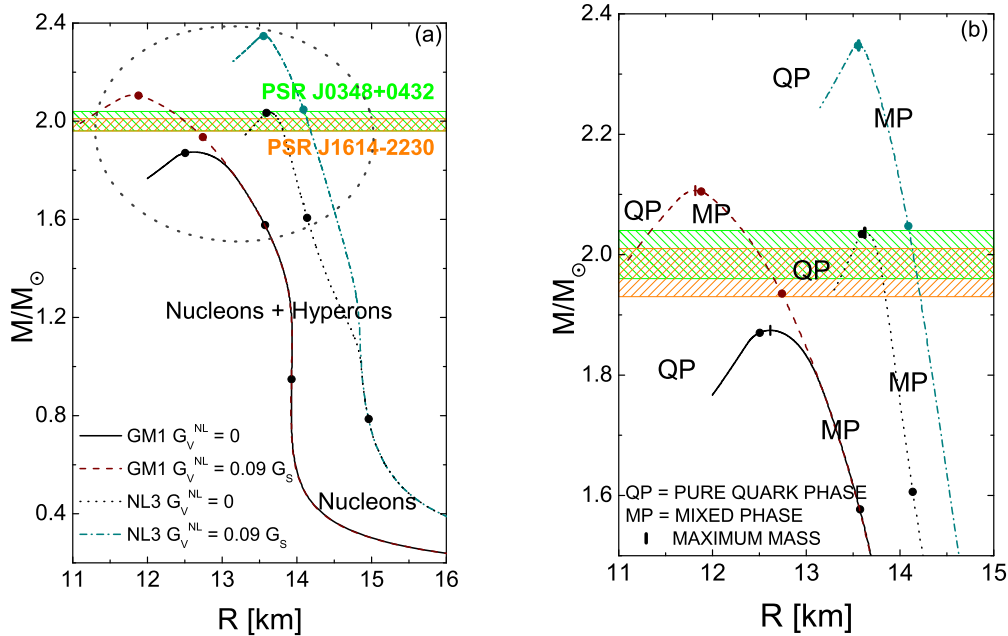 (a)
2.4
2.0
1.6
1.2
0.8
0.4
M/M☉
PSR J0348+0432
PSR J1614-2230
Nucleons + Hyperons
Nucleons
GM1 G_V^NL = 0
GM1 G_V^NL = 0.09 G_S
NL3 G_V^NL = 0
NL3 G_V^NL = 0.09 G_S
11 12 13 14 15 16
R [km]
(b)
2.4
2.2
2.0
1.8
1.6
M/M☉
QP
MP
QP MP
QP
QP
MP
MP
QP = PURE QUARK PHASE
MP = MIXED PHASE
MAXIMUM MASS
11 12 13 14 15
R [km]